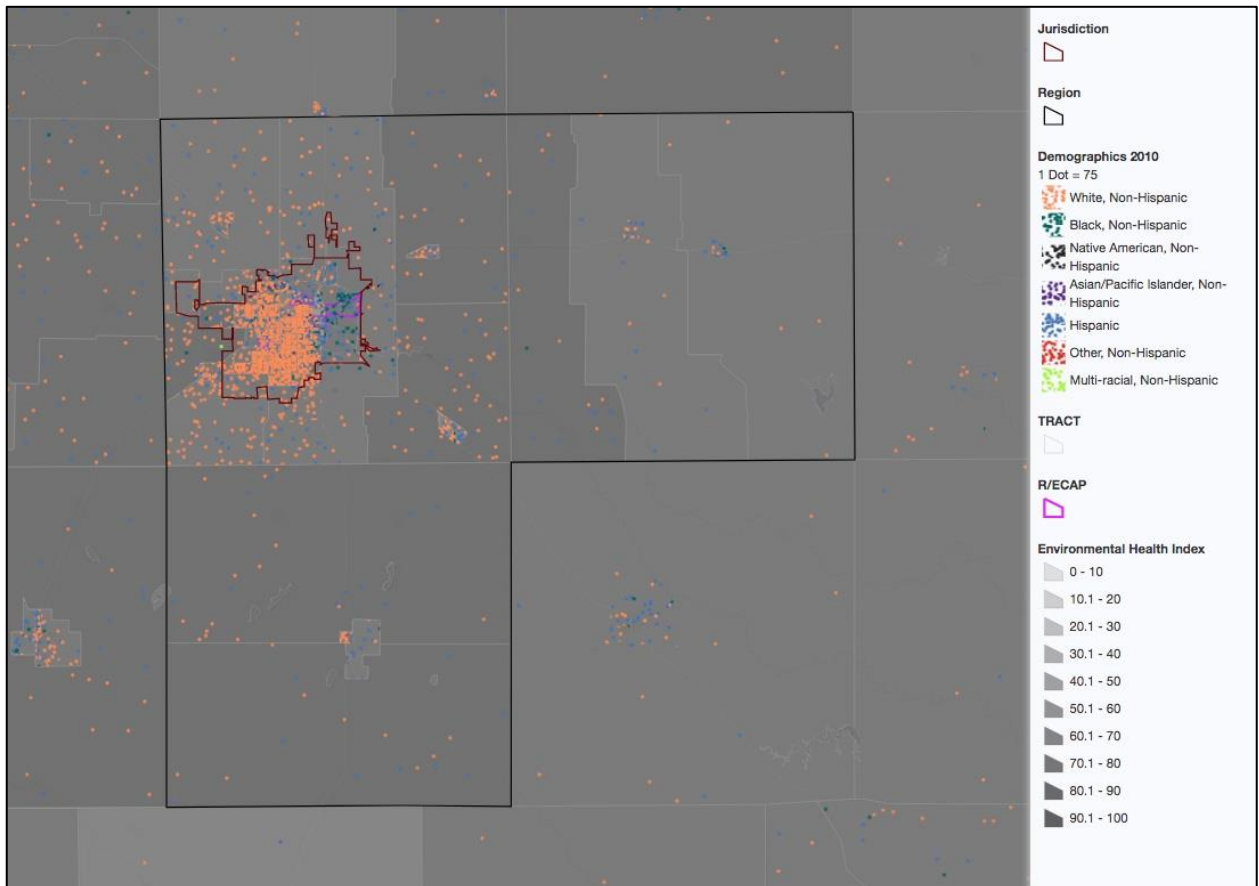 Jurisdiction
Region
Demographics 2010
1 Dot = 75
White, Non-Hispanic
Black, Non-Hispanic
Native American, Non-
Hispanic
Asian/Pacific Islander, Non-
Hispanic
Hispanic
Other, Non-Hispanic
Multi-racial, Non-Hispanic
TRACT
R/ECAP
Environmental Health Index
0 - 10
10.1 - 20
20.1 - 30
30.1 - 40
40.1 - 50
50.1 - 60
60.1 - 70
70.1 - 80
80.1 - 90
90.1 - 100